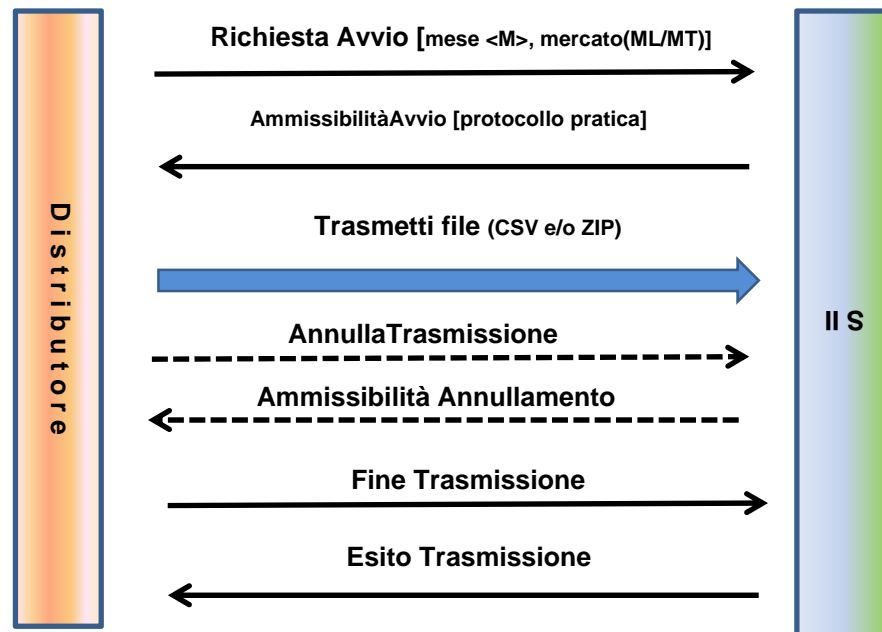 Richiesta Avvio [mese <M>, mercato(ML/MT)]
AmmissibilitàAvvio [protocollo pratica]
Distributore
Trasmetti file (CSV e/o ZIP)
II S
AnnullaTrasmissione
Ammissibilità Annullamento
Fine Trasmissione
Esito Trasmissione